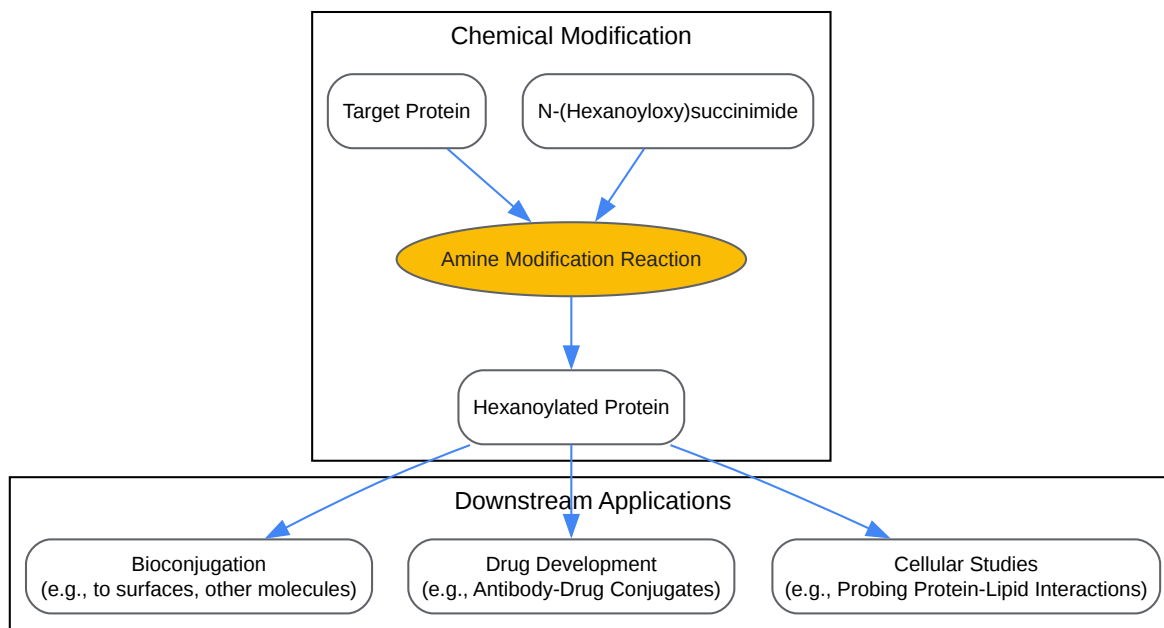 Chemical Modification
Target Protein
N-(Hexanoyloxy)succinimide
Amine Modification Reaction
Hexanoylated Protein
Downstream Applications
Bioconjugation
(e.g., to surfaces, other molecules)
Drug Development
(e.g., Antibody-Drug Conjugates)
Cellular Studies
(e.g., Probing Protein-Lipid Interactions)